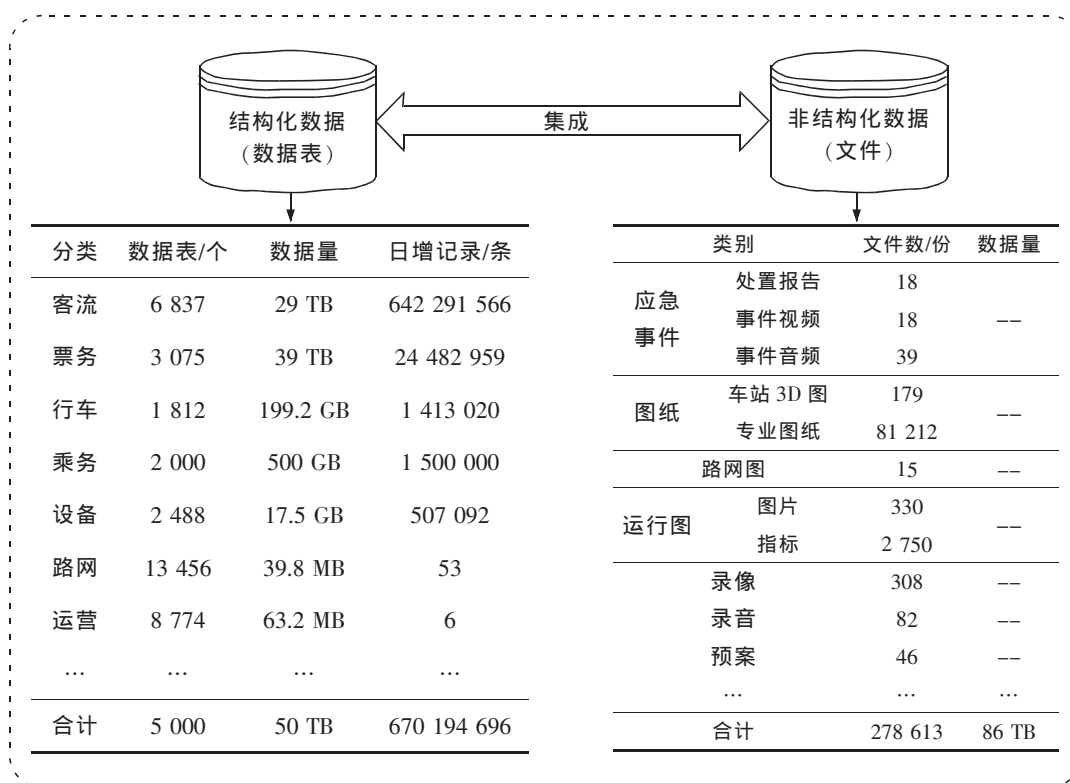 结构化数据
(数据表)
集成
非结构化数据
(文件)
分类 数据表/个 数据量 日增记录/条
客流 6 837 29 TB 642 291 566
票务 3 075 39 TB 24 482 959
行车 1 812 199.2 GB 1 413 020
乘务 2 000 500 GB 1 500 000
设备 2 488 17.5 GB 507 092
路网 13 456 39.8 MB 53
运营 8 774 63.2 MB 6
… … … …
合计 5 000 50 TB 670 194 696
类别 文件数/份 数据量
应急
事件
处置报告 18
事件视频 18 --
事件音频 39
图纸
车站 3D 图 179
--
专业图纸 81 212
路网图 15 --
运行图
图片 330
--
指标 2 750
录像 308 --
录音 82 --
预案 46 --
… … …
合计 278 613 86 TB